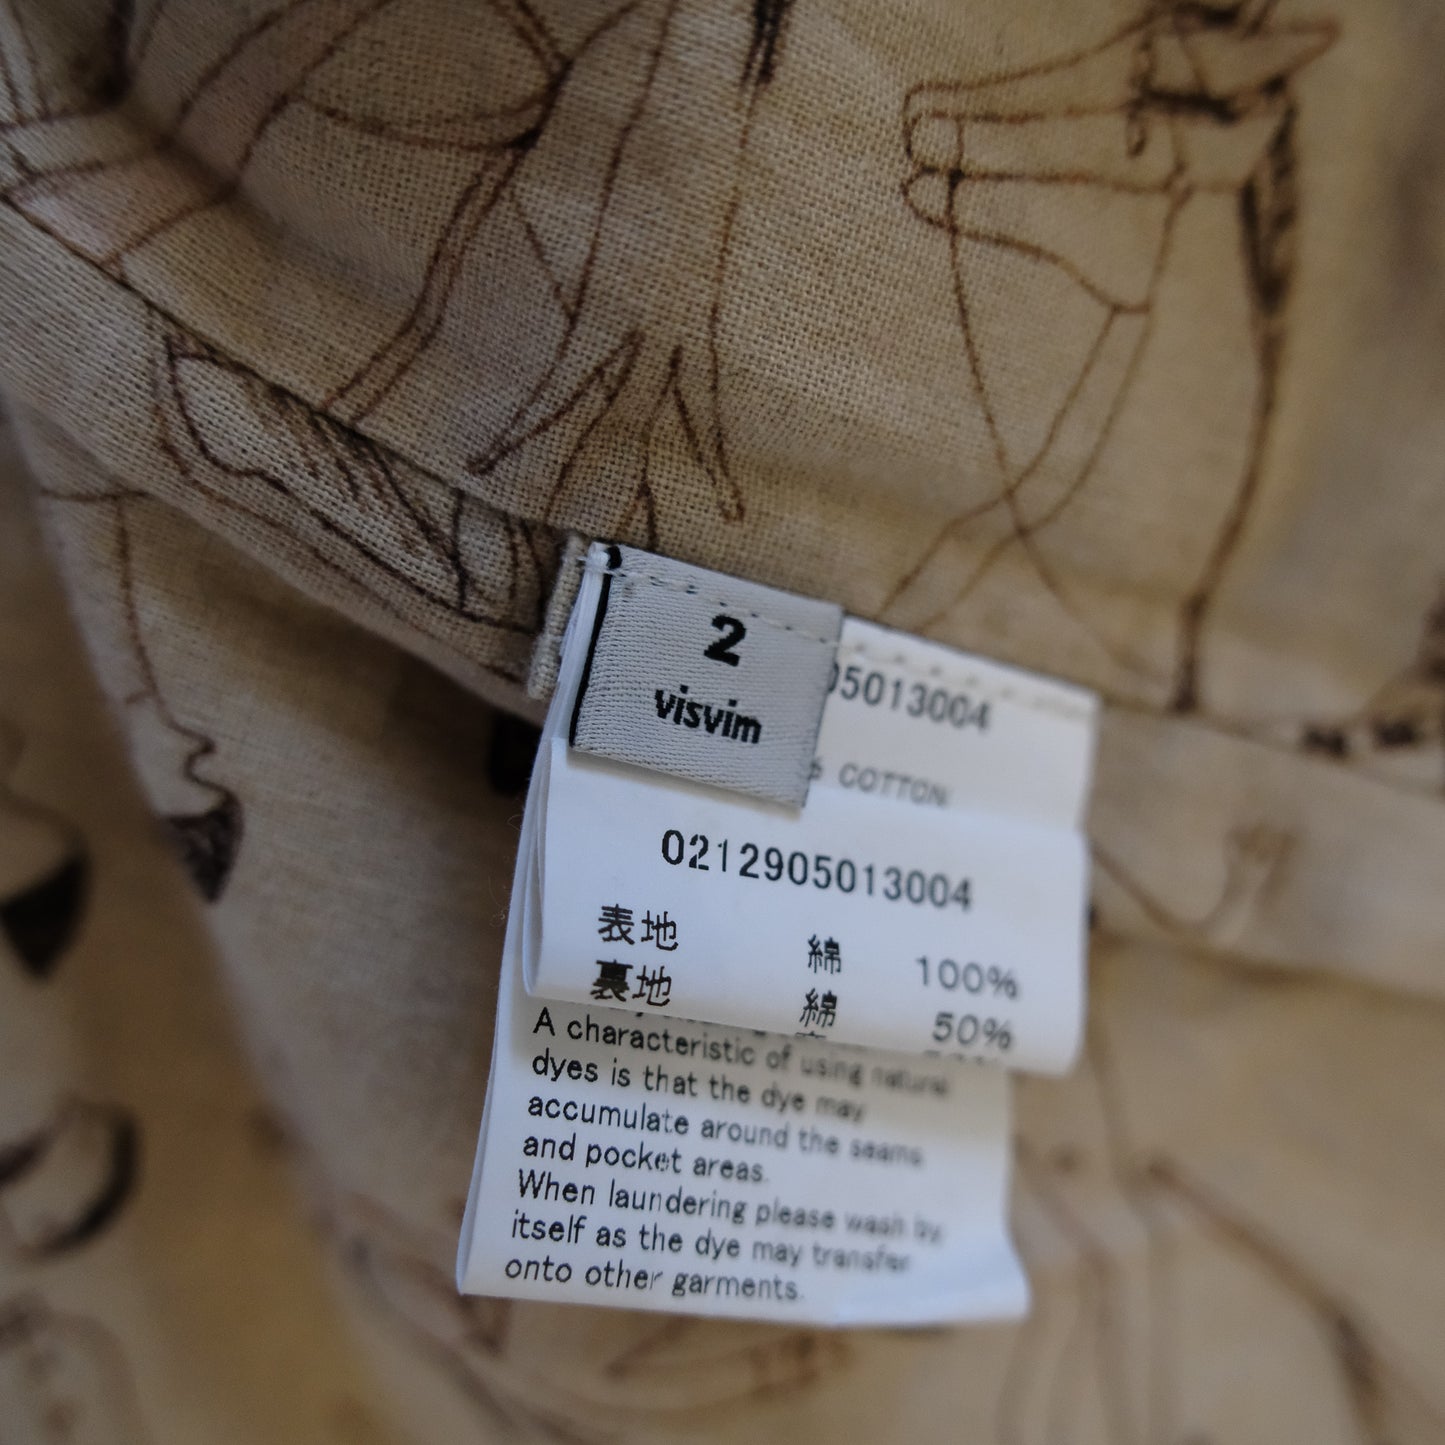 2
visvim
05013004
% COTTON
0212905013004
表地 綿 100%
裏地 綿 50%
A characteristic of using natural
dyes is that the dye may
accumulate around the seams
and pocket areas.
When laundering please wash by
itself as the dye may transfer
onto other garments.